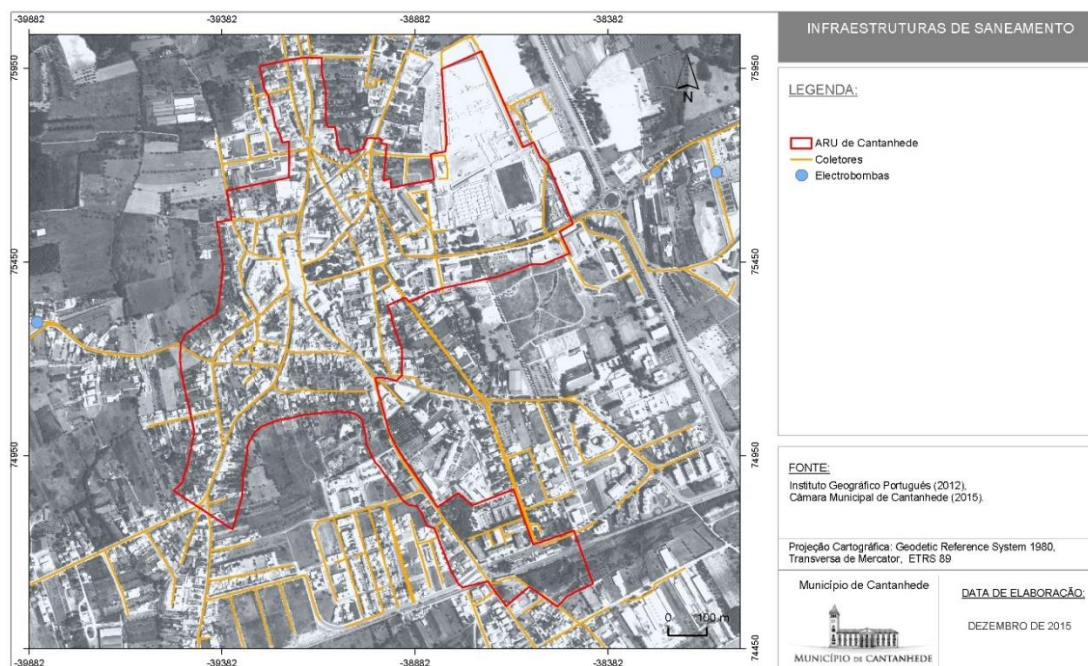 -39882 -39382 -38882 -38382
75950
75450
74950
74450
N
0 100 m
-39882 -39382 -38882 -38382
INFRAESTRUTURAS DE SANEAMENTO
LEGENDA:
ARU de Cantanhede
Coletores
Electrobombas
FONTE:
Instituto Geográfico Português (2012),
Câmara Municipal de Cantanhede (2015).
Projeção Cartográfica: Geodetic Reference System 1980,
Transversa de Mercator, ETRS 89
Município de Cantanhede
MUNICÍPIO DE CANTANHEDE
DATA DE ELABORAÇÃO:
DEZEMBRO DE 2015
75950
75450
74950
74450